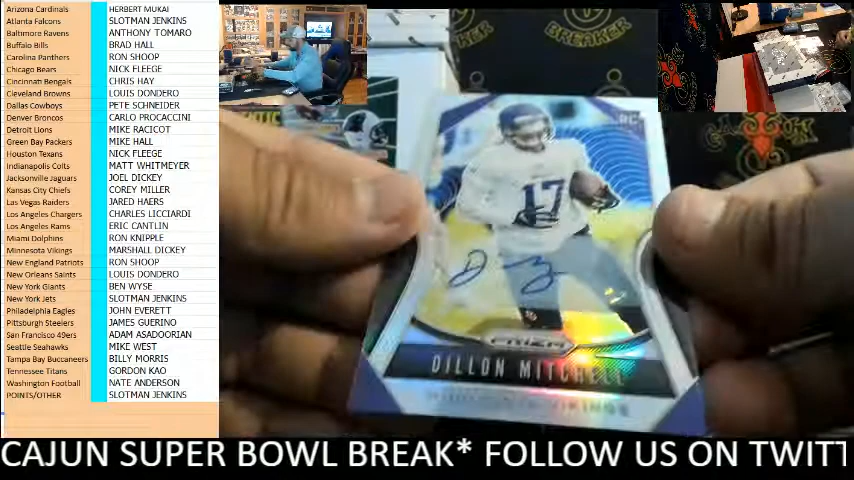 Arizona Cardinals HERBERT MUKAI
Atlanta Falcons SLOTMAN JENKINS
Baltimore Ravens ANTHONY TOMARO
Buffalo Bills BRAD HALL
Carolina Panthers RON SHOOP
Chicago Bears NICK FLEEGE
Cincinnati Bengals CHRIS HAY
Cleveland Browns LOUIS DONDERO
Dallas Cowboys PETE SCHNEIDER
Denver Broncos CARLO PROCACCINI
Detroit Lions MIKE RACICOT
Green Bay Packers MIKE HALL
Houston Texans NICK FLEEGE
Indianapolis Colts MATT WHITMEYER
Jacksonville Jaguars JOEL DICKEY
Kansas City Chiefs COREY MILLER
Las Vegas Raiders JARED HAERS
Los Angeles Chargers CHARLES LICCIARDI
Los Angeles Rams ERIC CANTLIN
Miami Dolphins RON KNIPPLE
Minnesota Vikings MARSHALL DICKEY
New England Patriots RON SHOOP
New Orleans Saints LOUIS DONDERO
New York Giants BEN WYSE
New York Jets SLOTMAN JENKINS
Philadelphia Eagles JOHN EVERETT
Pittsburgh Steelers JAMES GUERINO
San Francisco 49ers ADAM ASADOORIAN
Seattle Seahawks MIKE WEST
Tampa Bay Buccaneers BILLY MORRIS
Tennessee Titans GORDON KAO
Washington Football NATE ANDERSON
POINTS/OTHER SLOTMAN JENKINS
BREAKER
RC
17
PRIZM
DILLON MITCHELL
MINNESOTA VIKINGS
CAJUN SUPER BOWL BREAK* FOLLOW US ON TWITT